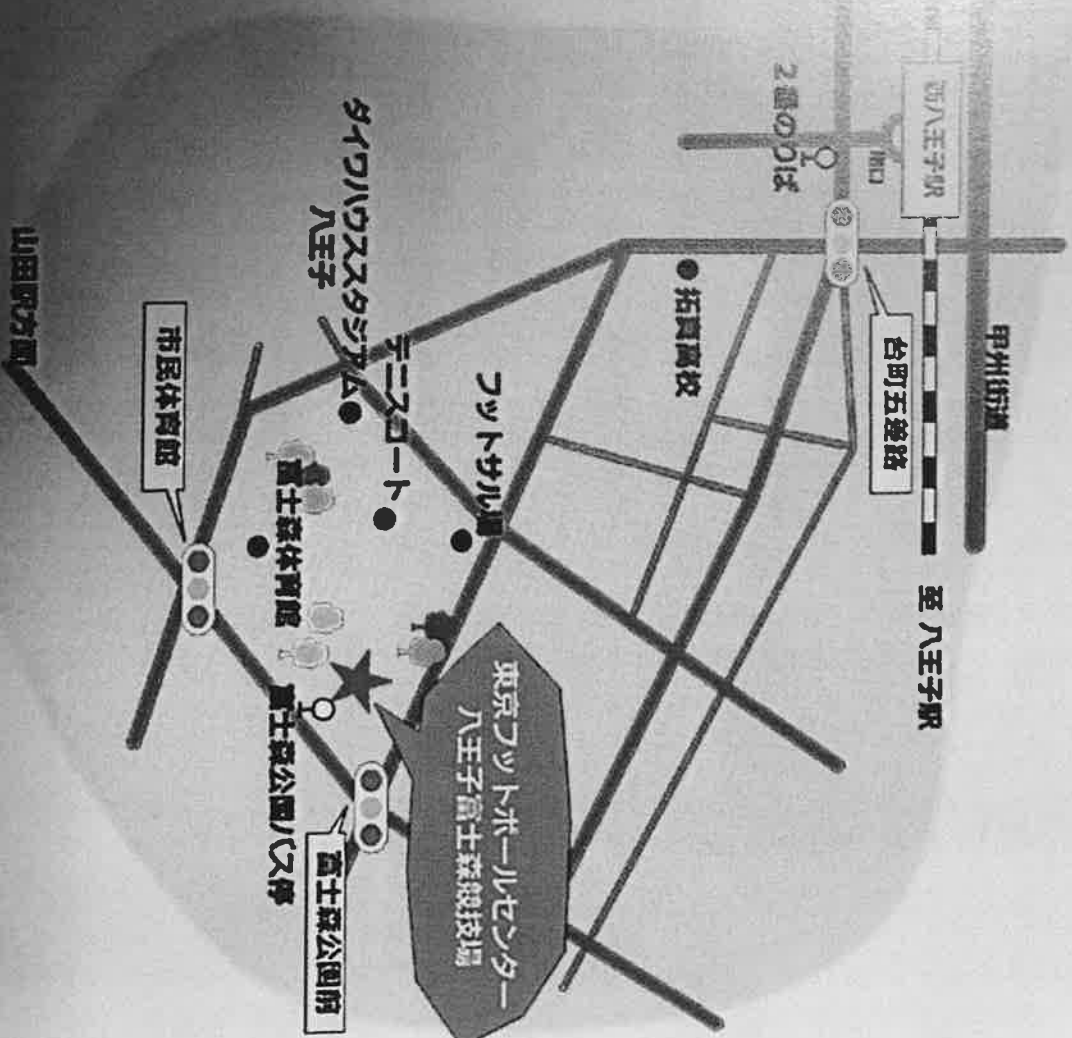 甲州街道
西八王子駅
至 八王子駅
南口
2番のりば
台町五差路
拓真高校
東京フットボールセンター
八王子富士森競技場
フットサル場
テニスコート
ダイワハウススタジアム
八王子
富士森体育館
富士森公園バス停
富士森公園前
市民体育館
山田駅方面